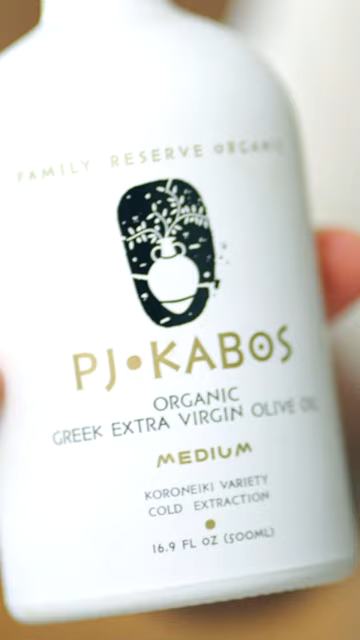 FAMILY RESERVE ORGANIC
PJ•KABOS
ORGANIC
GREEK EXTRA VIRGIN OLIVE OIL
MEDIUM
KORONEIKI VARIETY
COLD EXTRACTION
16.9 FL OZ (500ML)